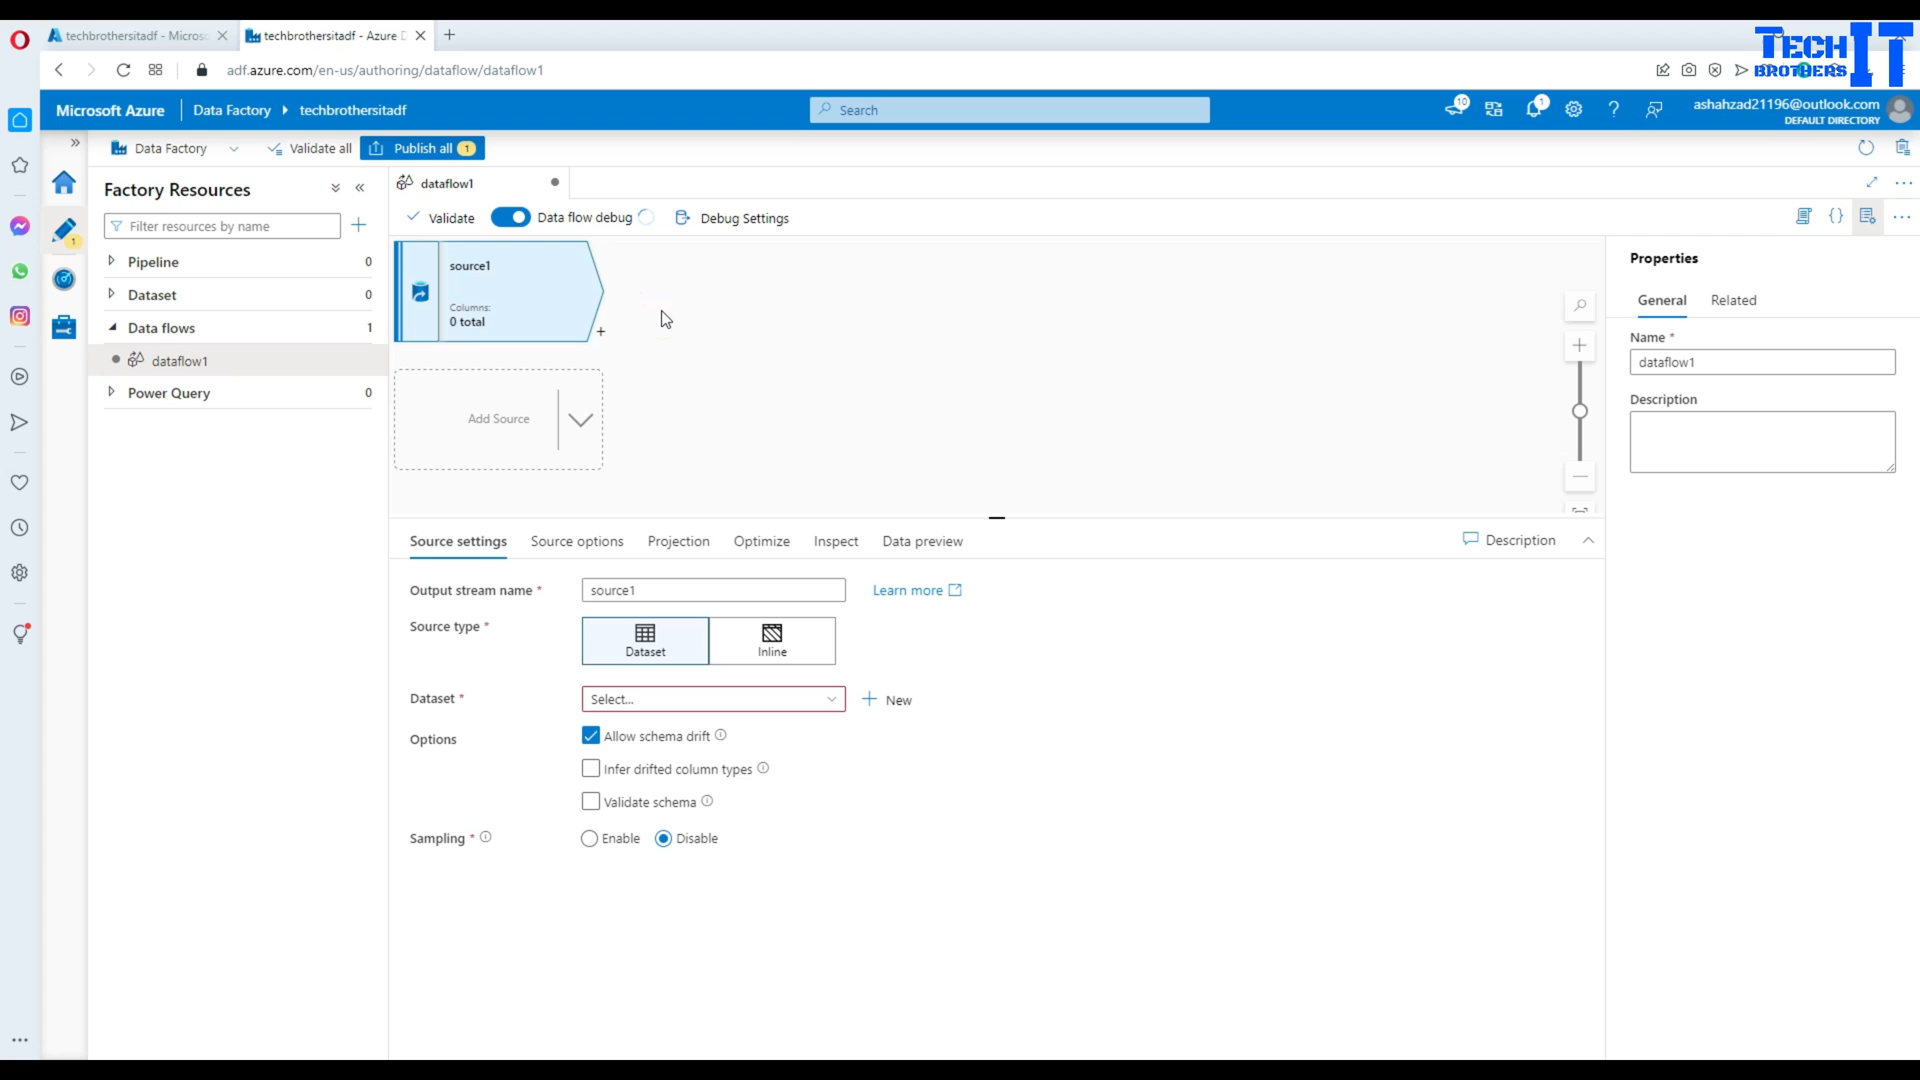 techbrothersitadf - Micros
techbrothersitadf - Azure D
TECH IT
BROTHERS
adf.azure.com/en-us/authoring/dataflow/dataflow1
Microsoft Azure
Data Factory
techbrothersitadf
Search
10
1
ashahzad21196@outlook.com
DEFAULT DIRECTORY
Data Factory
Validate all
Publish all 1
Factory Resources
dataflow1
Filter resources by name
Validate
Data flow debug
Debug Settings
1
Pipeline 0
Dataset 0
Data flows 1
dataflow1
Power Query 0
source1
Columns:
0 total
Add Source
Properties
General
Related
Name *
dataflow1
Description
Source settings
Source options
Projection
Optimize
Inspect
Data preview
Description
Output stream name *
source1
Learn more
Source type *
Dataset
Inline
Dataset *
Select...
New
Options
Allow schema drift
Infer drifted column types
Validate schema
Sampling *
Enable
Disable